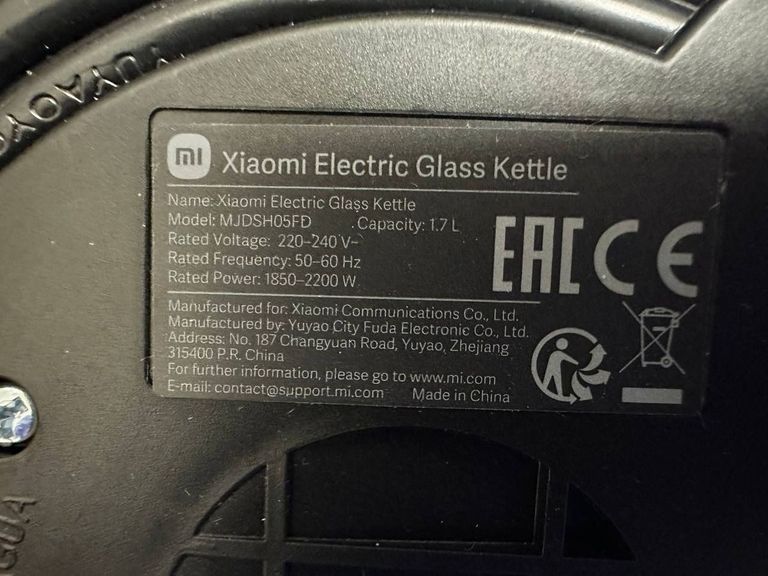 YUYAOYO
mi Xiaomi Electric Glass Kettle
Name: Xiaomi Electric Glass Kettle
Model: MJDSH05FD Capacity: 1.7 L
Rated Voltage: 220-240 V~
Rated Frequency: 50-60 Hz
Rated Power: 1850-2200 W
EAC CE
Manufactured for: Xiaomi Communications Co., Ltd.
Manufactured by: Yuyao City Fuda Electronic Co., Ltd.
Address: No. 187 Changyuan Road, Yuyao, Zhejiang
315400 P.R. China
For further information, please go to www.mi.com
E-mail: contact@support.mi.com Made in China
GUA